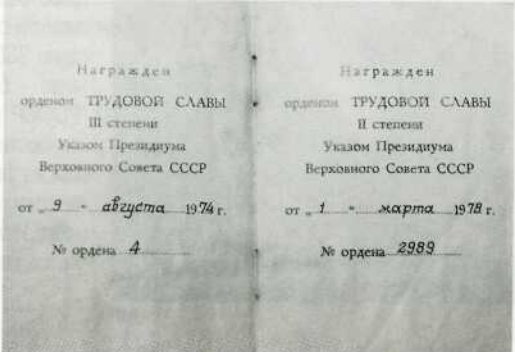 Награжден
орденом ТРУДОВОЙ СЛАВЫ
III степени
Указом Президиума
Верховного Совета СССР
от „ 9 " августа 1974 г.
№ ордена 4
Награжден
орденом ТРУДОВОЙ СЛАВЫ
II степени
Указом Президиума
Верховного Совета СССР
от „ 1 " марта 1978 г.
№ ордена 2989